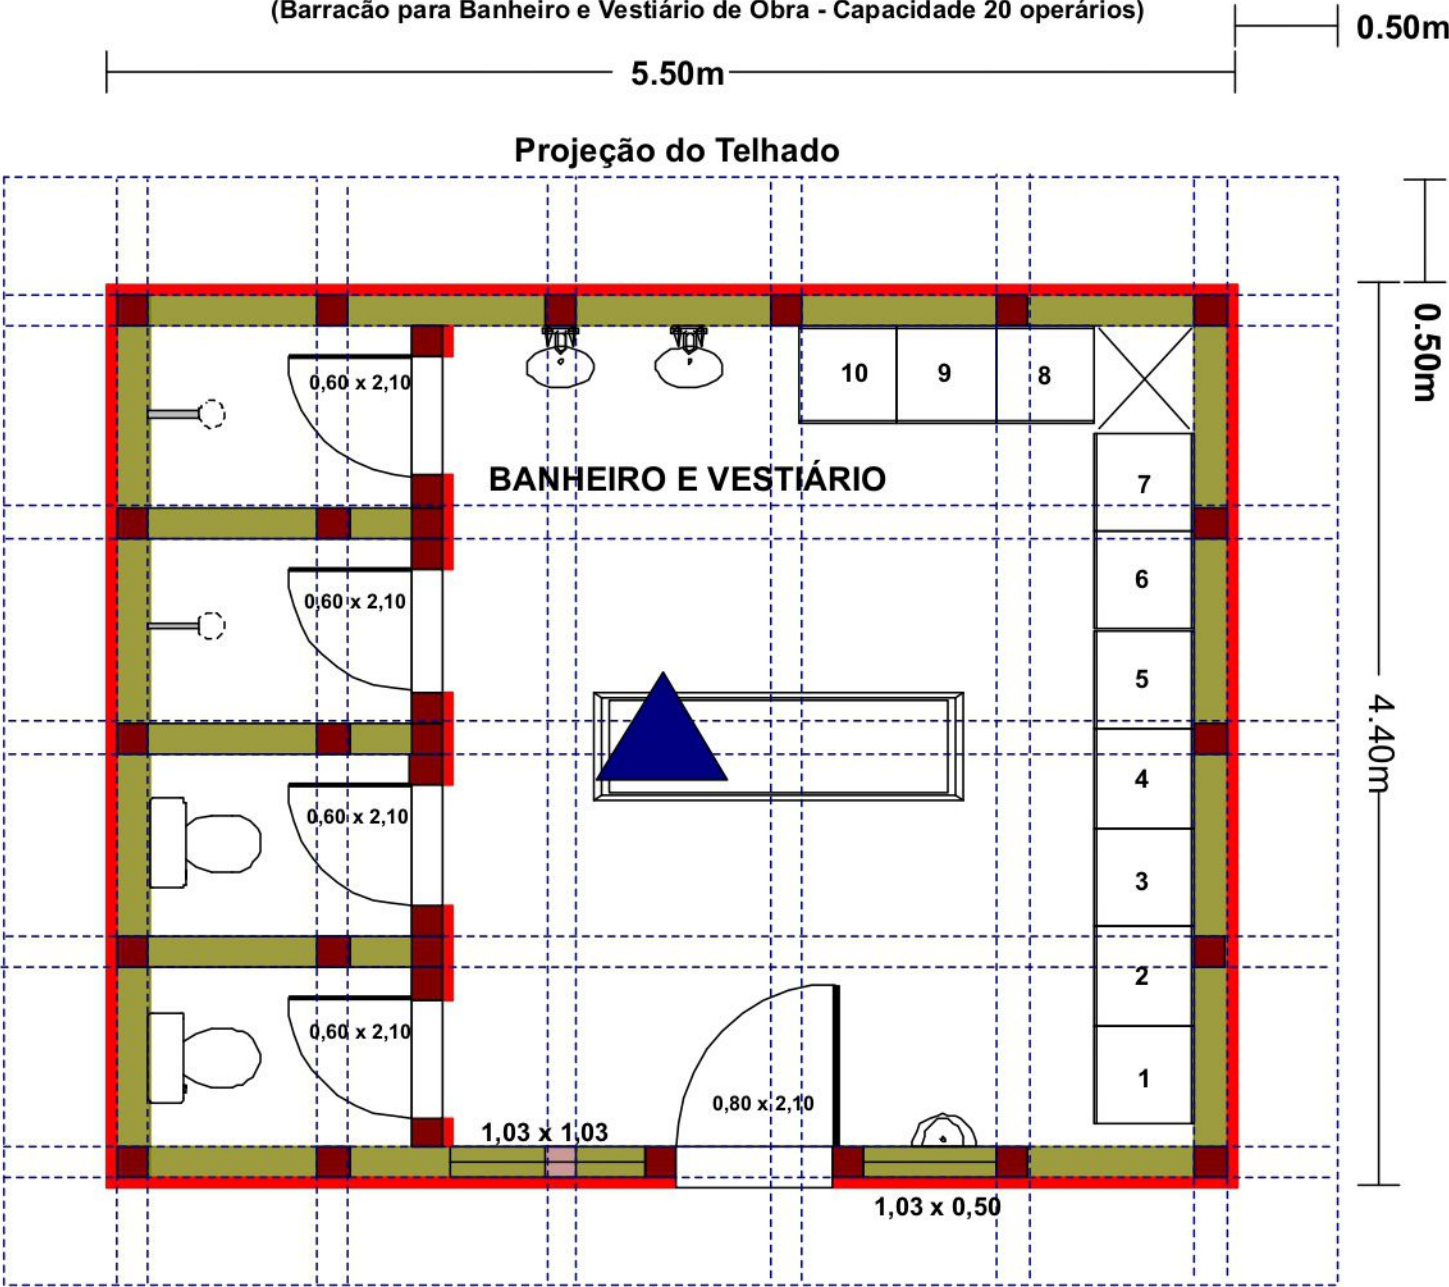 (Barracão para Banheiro e Vestiário de Obra - Capacidade 20 operários)
0.50m
5.50m
Projeção do Telhado
0.50m
0,60 x 2,10
10
9
8
BANHEIRO E VESTIÁRIO
7
6
0,60 x 2,10
5
4.40m
4
0,60 x 2,10
3
2
0,60 x 2,10
1
0,80 x 2,10
1,03 x 1,03
1,03 x 0,50